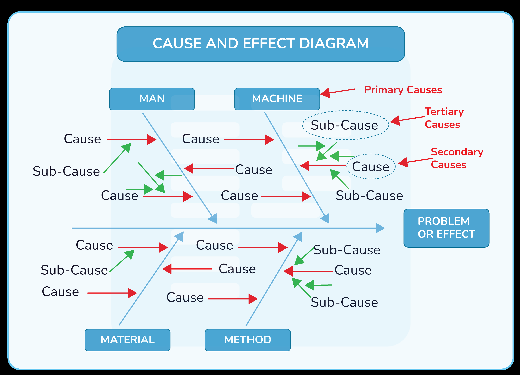 CAUSE AND EFFECT DIAGRAM
MAN
MACHINE
Primary Causes
Sub-Cause
Tertiary
Causes
Cause
Cause
Sub-Cause
Cause
Cause
Secondary
Causes
Cause
Cause
Sub-Cause
PROBLEM
OR EFFECT
Cause
Cause
Sub-Cause
Sub-Cause
Cause
Cause
Cause
Cause
Sub-Cause
MATERIAL
METHOD